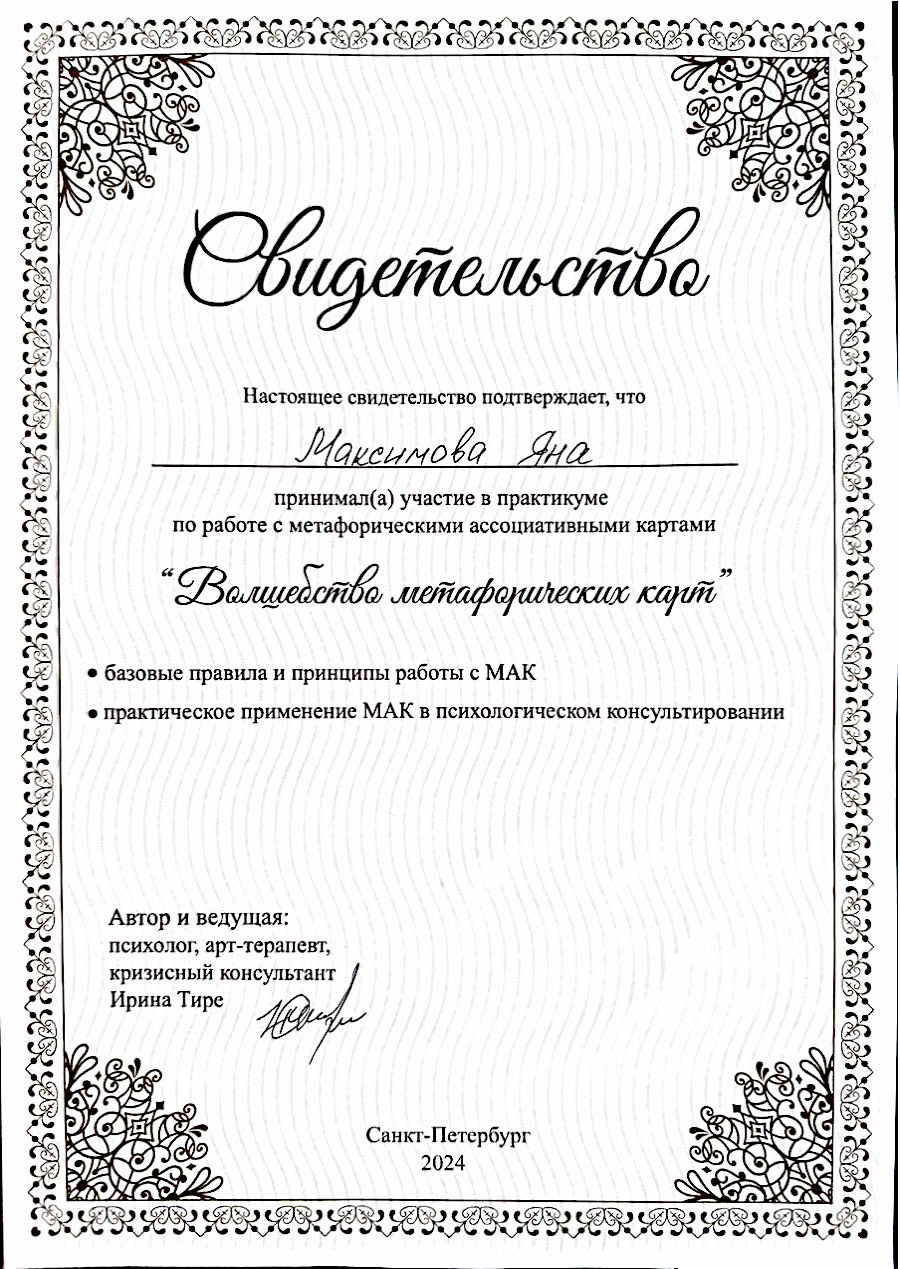 Свидетельство
Настоящее свидетельство подтверждает, что
Максимова Яна
принимал(а) участие в практикуме
по работе с метафорическими ассоциативными картами
“Волшебство метафорических карт”
• базовые правила и принципы работы с МАК
• практическое применение МАК в психологическом консультировании
Автор и ведущая:
психолог, арт-терапевт,
кризисный консультант
Ирина Тире
Санкт-Петербург
2024